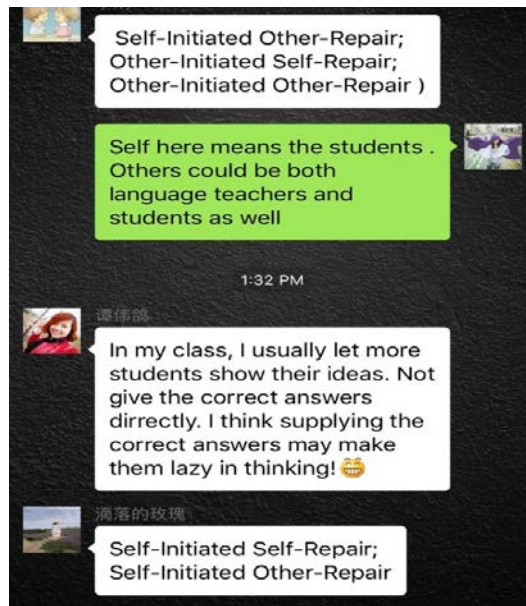 Self-Initiated Other-Repair;
Other-Initiated Self-Repair;
Other-Initiated Other-Repair )
Self here means the students .
Others could be both
language teachers and
students as well
1:32 PM
谭伟鸽
In my class, I usually let more
students show their ideas. Not
give the correct answers
dirrectly. I think supplying the
correct answers may make
them lazy in thinking! 😁
滴落的玫瑰
Self-Initiated Self-Repair;
Self-Initiated Other-Repair